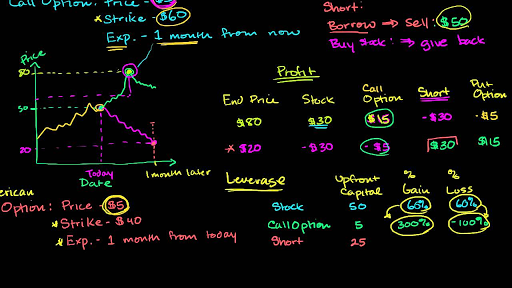 Call Option: Price - $5
* Strike - $60
Exp. - 1 month from now
Short:
Borrow ⇒ Sell: $50
Buy stock: ⇒ give back
Price
80
50
20
Today
Date
1 month later
Profit
End Price Stock Call Option Short Put Option
$80 $30 $15 -$30 -$5
* $20 -$30 -$5 $30 $15
erican
Option: Price - $5
* Strike - $40
* Exp. - 1 month from today
Leverage Upfront Capital % Gain % Loss
Stock 50 60% 60%
Call Option 5 300% -100%
Short 25